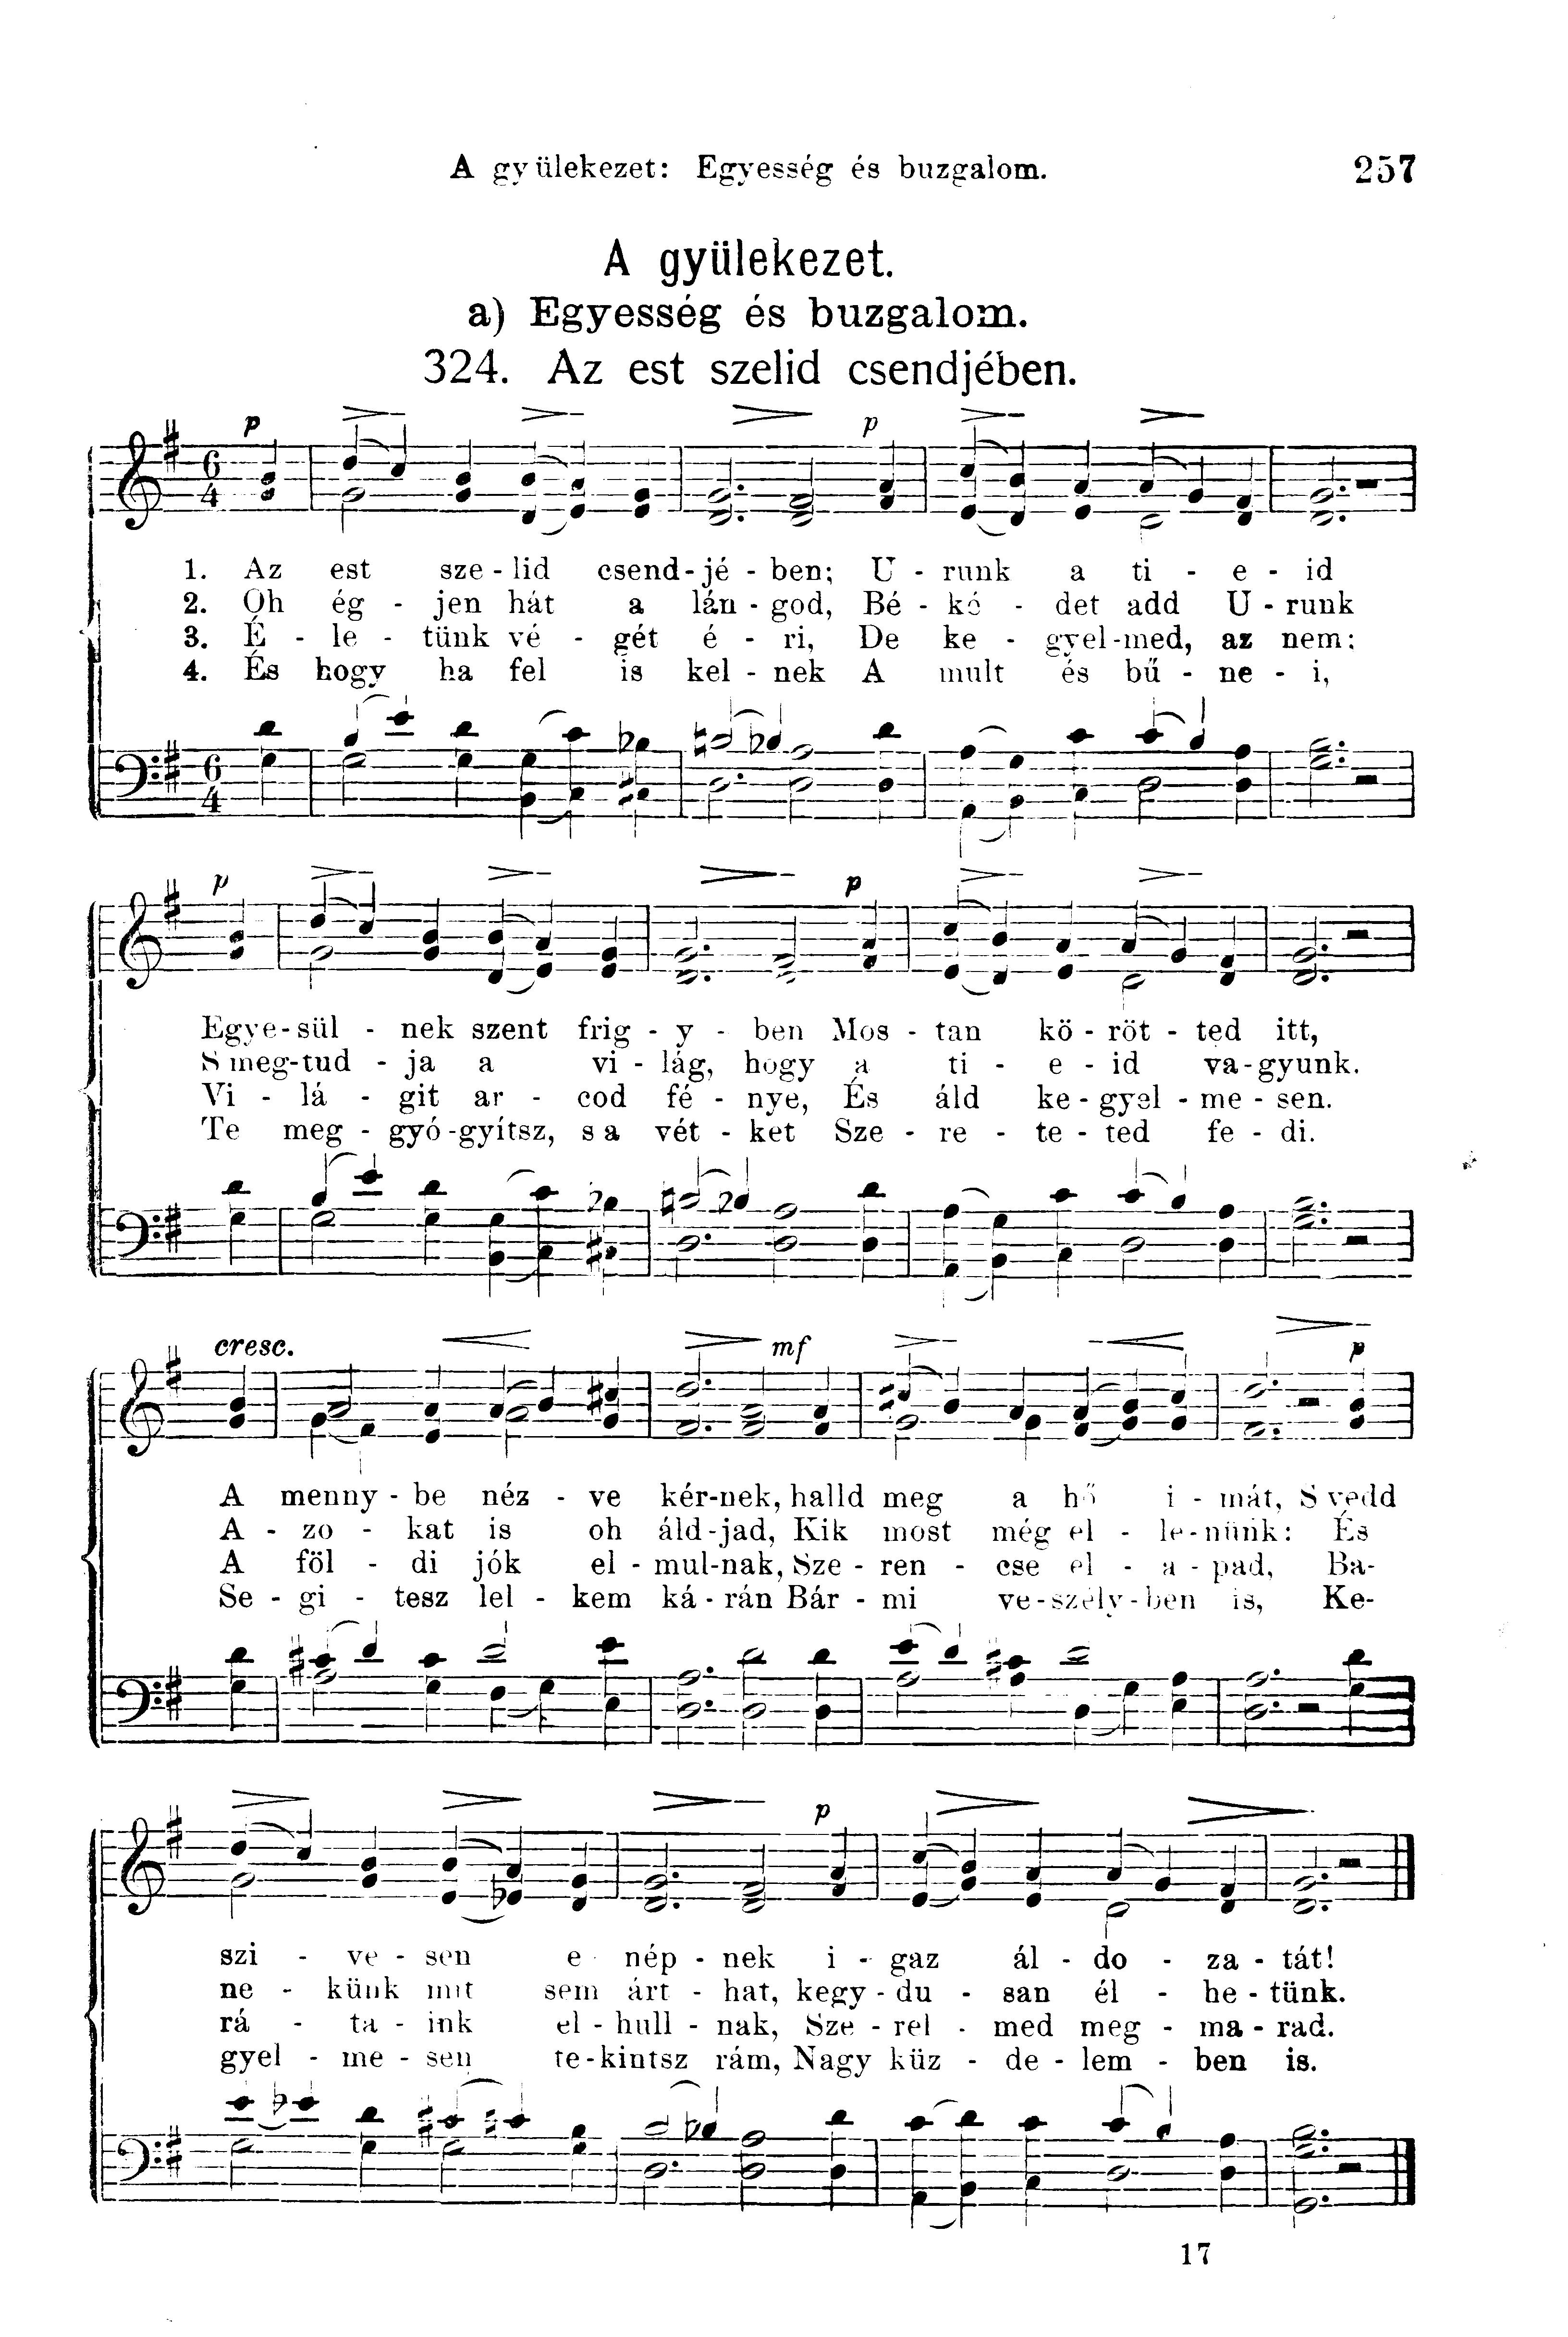 A gyülekezet: Egyesség és buzgalom. 257
A gyülekezet.
a) Egyesség és buzgalom.
324. Az est szelid csendjében.
p p
6 4
1. Az est sze - lid csend - jé - ben; U - runk a ti - e - id
2. Oh ég - jen hát a lán - god, Bé - ké - det add U - runk
3. É - le - tünk vé - gét é - ri, De ke - gyel - med, az nem:
4. És hogy ha fel is kel - nek A mult és bű - ne - i,
6 4
p p
Egye - sül - nek szent frig - y - ben Mos - tan kö - röt - ted itt,
S meg - tud - ja a vi - lág, hogy a ti - e - id va - gyunk.
Vi - lá - git ar - cod fé - nye, És áld ke - gyel - me - sen.
Te meg - gyó - gyítsz, s a vét - ket Sze - re - te - ted fe - di.
cresc. mf p
A menny - be néz - ve kér - nek, halld meg a hő i - mát, S vedd
A - zo - kat is oh áld - jad, Kik most még el - le - nünk: És
A föl - di jók el - mul - nak, Sze - ren - cse el - a - pad, Ba-
Se - gi - tesz lel - kem ká - rán Bár - mi ve - szély - ben is, Ke-
p
szi - ve - sen e nép - nek i - gaz ál - do - za - tát!
ne - künk mit sem árt - hat, kegy - du - san él - he - tünk.
rá - ta - ink el - hull - nak, Sze - rel - med meg - ma - rad.
gyel - me - sen te - kintsz rám, Nagy küz - de - lem - ben is.
17